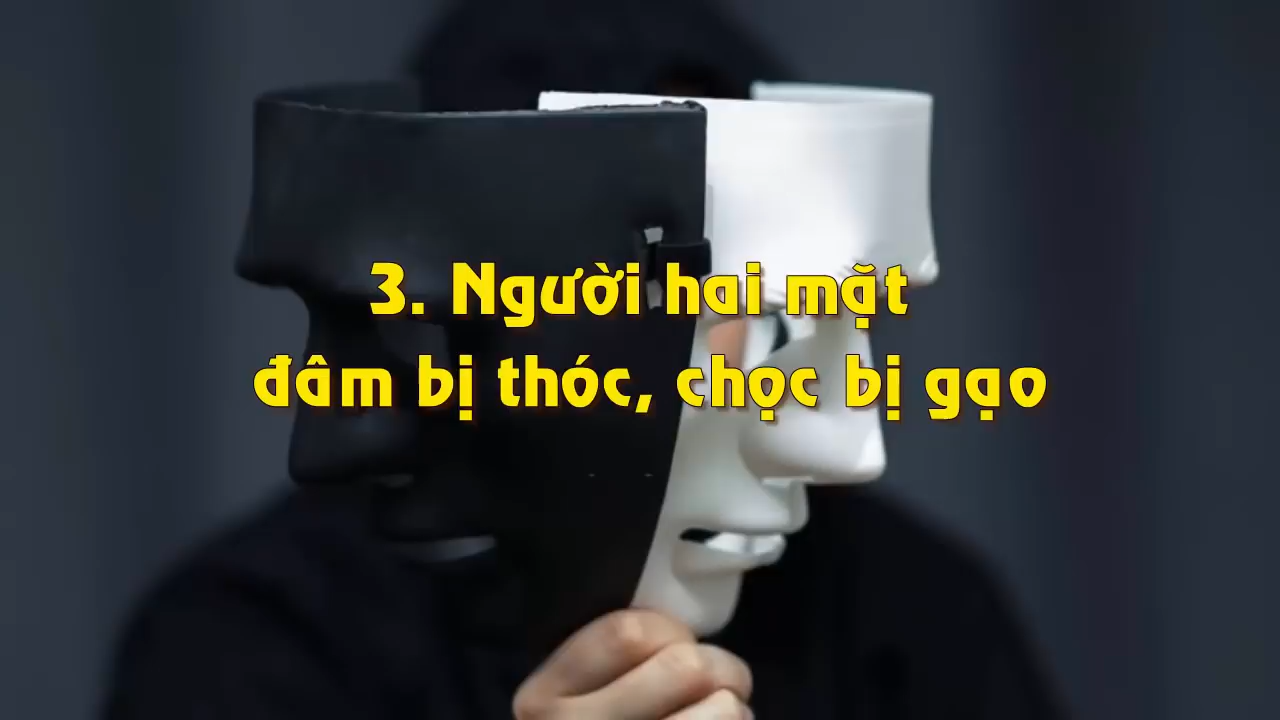 3. Người hai mặt
đâm bị thóc, chọc bị gạo